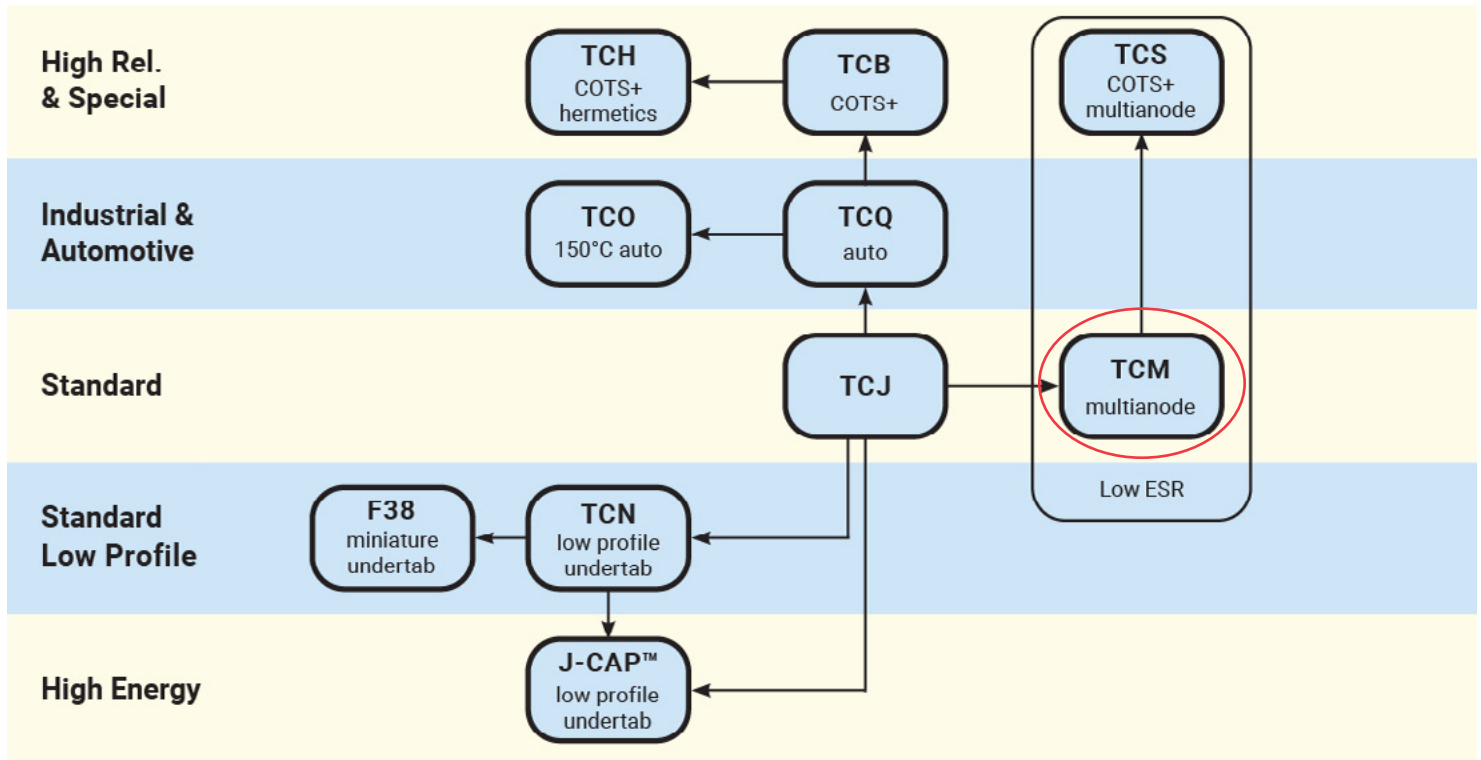 High Rel.
& Special
TCH
COTS+
hermetics
TCB
COTS+
TCS
COTS+
multianode
Industrial &
Automotive
TCO
150°C auto
TCQ
auto
Standard
TCJ
TCM
multianode
Low ESR
Standard
Low Profile
F38
miniature
undertab
TCN
low profile
undertab
High Energy
J-CAP™
low profile
undertab